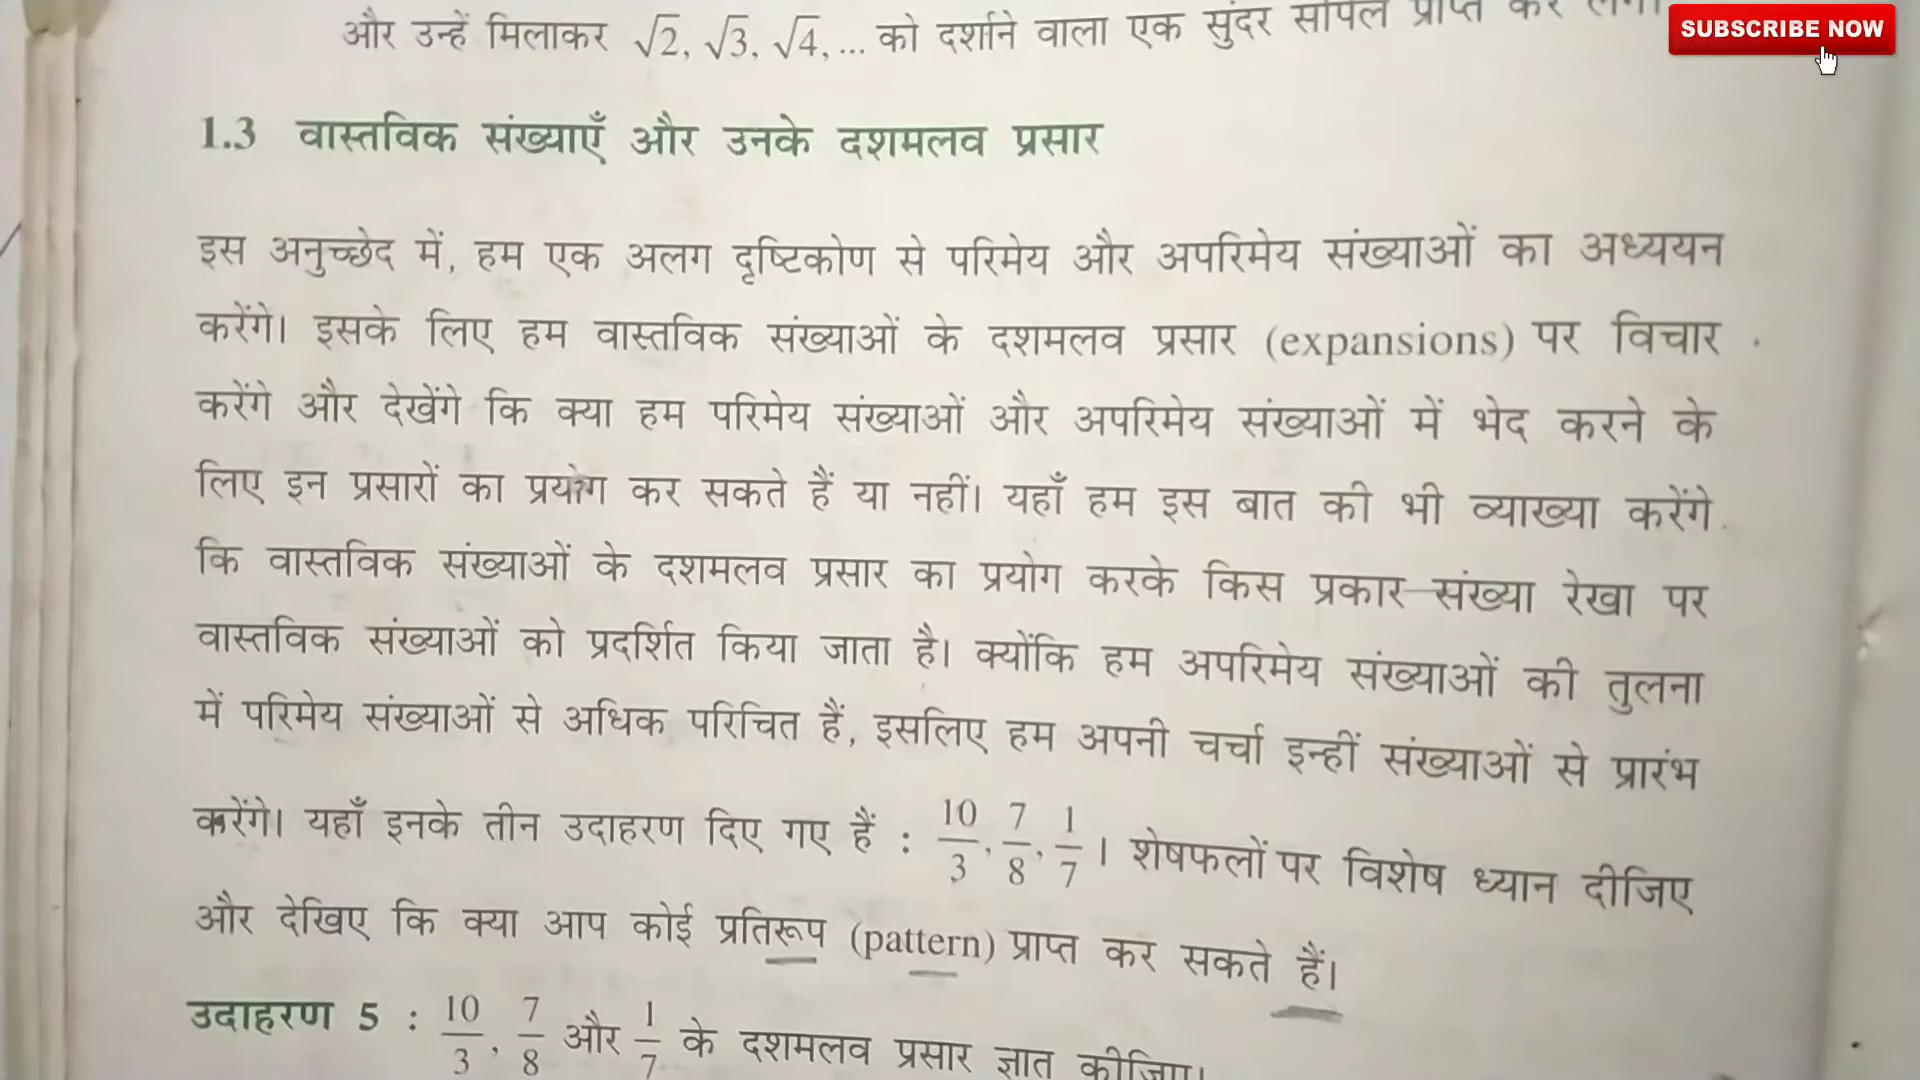 और उन्हें मिलाकर √2, √3, √4, ... को दर्शाने वाला एक सुंदर सर्पिल प्राप्त कर
SUBSCRIBE NOW
1.3 वास्तविक संख्याएँ और उनके दशमलव प्रसार
इस अनुच्छेद में, हम एक अलग दृष्टिकोण से परिमेय और अपरिमेय संख्याओं का अध्ययन
करेंगे। इसके लिए हम वास्तविक संख्याओं के दशमलव प्रसार (expansions) पर विचार
करेंगे और देखेंगे कि क्या हम परिमेय संख्याओं और अपरिमेय संख्याओं में भेद करने के
लिए इन प्रसारों का प्रयोग कर सकते हैं या नहीं। यहाँ हम इस बात की भी व्याख्या करेंगे
कि वास्तविक संख्याओं के दशमलव प्रसार का प्रयोग करके किस प्रकार संख्या रेखा पर
वास्तविक संख्याओं को प्रदर्शित किया जाता है। क्योंकि हम अपरिमेय संख्याओं की तुलना
में परिमेय संख्याओं से अधिक परिचित हैं, इसलिए हम अपनी चर्चा इन्हीं संख्याओं से प्रारंभ
करेंगे। यहाँ इनके तीन उदाहरण दिए गए हैं : 10/3, 7/8, 1/7 । शेषफलों पर विशेष ध्यान दीजिए
और देखिए कि क्या आप कोई प्रतिरूप (pattern) प्राप्त कर सकते हैं।
उदाहरण 5 : 10/3, 7/8 और 1/7 के दशमलव प्रसार ज्ञात कीजिए।